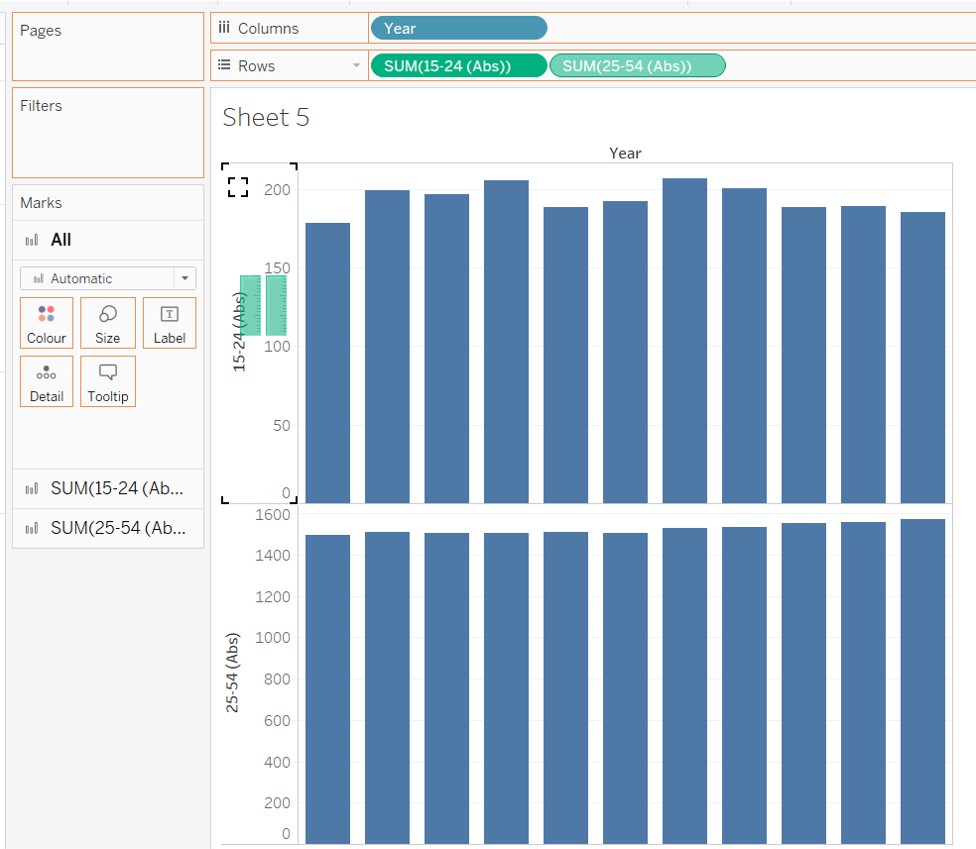 Pages
Columns
Year
Rows
SUM(15-24 (Abs))
SUM(25-54 (Abs))
Filters
Sheet 5
Year
Marks
All
Automatic
Colour
Size
T
Label
Detail
Tooltip
SUM(15-24 (Ab...
SUM(25-54 (Ab...
200
150
100
50
0
15-24 (Abs)
1600
1400
1200
1000
800
600
400
200
0
25-54 (Abs)